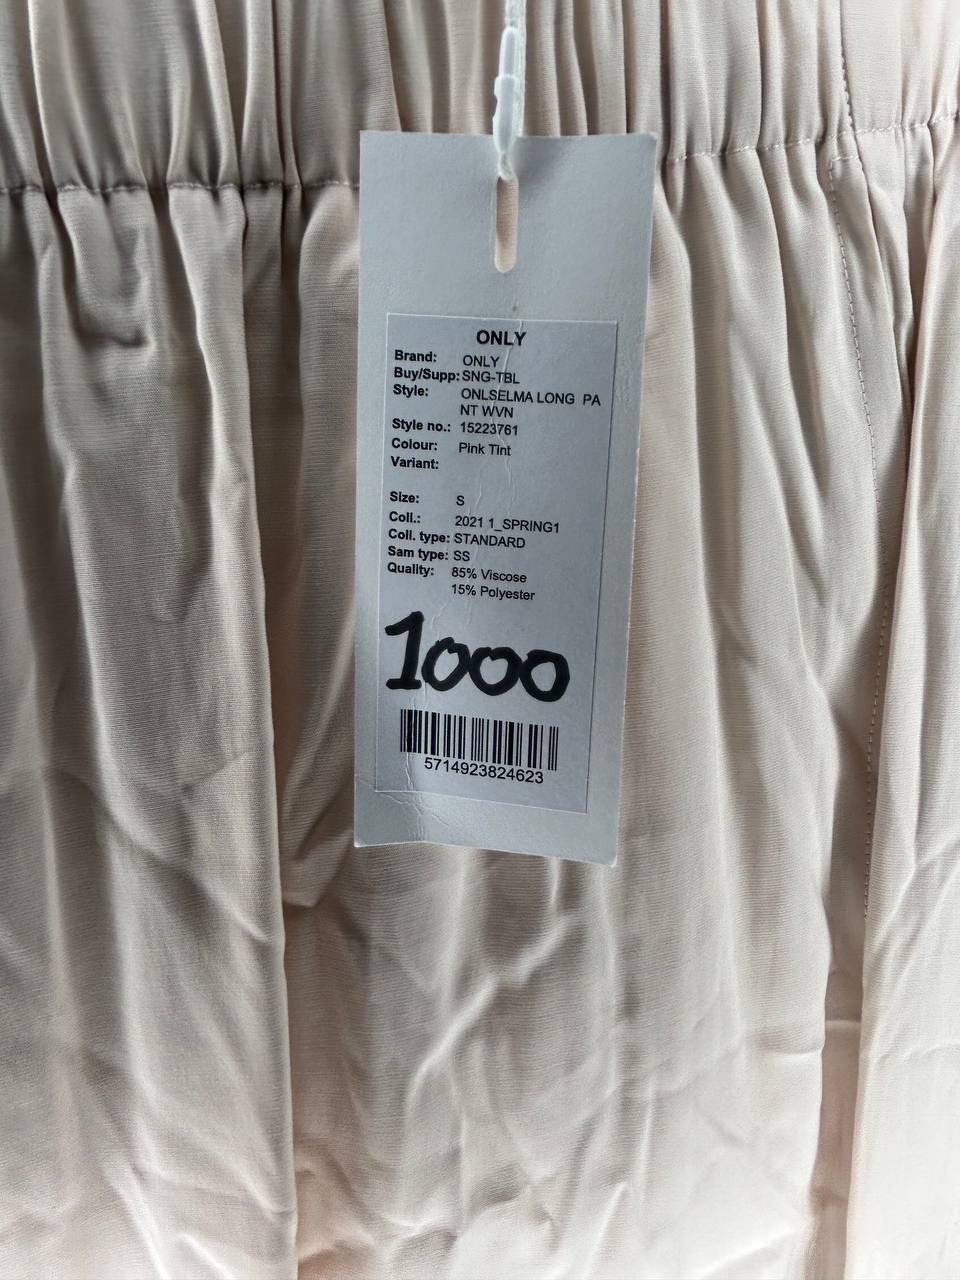 ONLY
Brand: ONLY
Buy/Supp: SNG-TBL
Style: ONLSELMA LONG PA
NT WVN
Style no.: 15223761
Colour: Pink Tint
Variant:
Size: S
Coll.: 2021 1_SPRING1
Coll. type: STANDARD
Sam type: SS
Quality: 85% Viscose
15% Polyester
1000
5714923824623